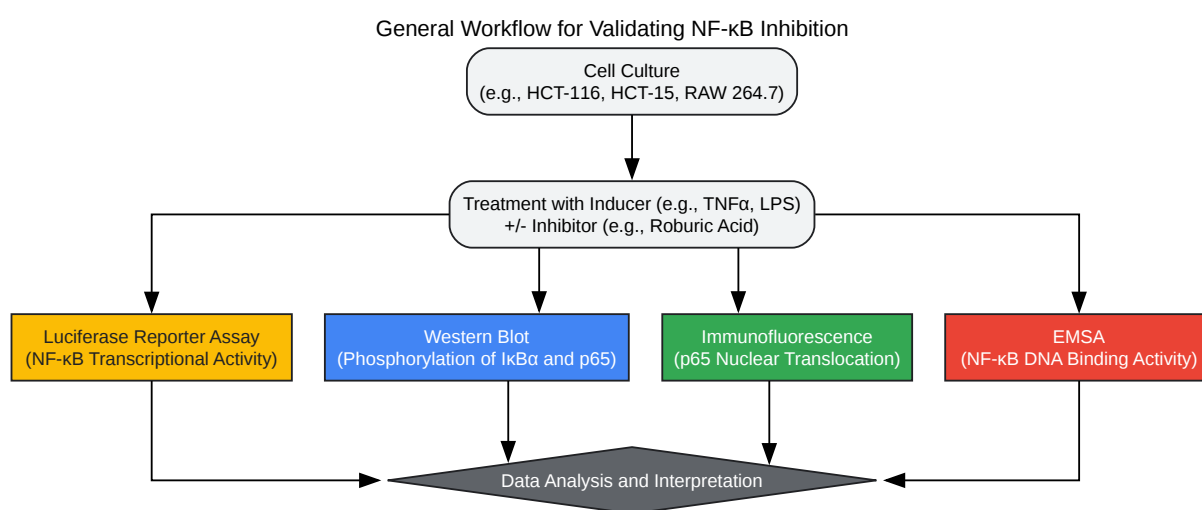 General Workflow for Validating NF-κB Inhibition
Cell Culture
(e.g., HCT-116, HCT-15, RAW 264.7)
Treatment with Inducer (e.g., TNFα, LPS)
+/- Inhibitor (e.g., Roburic Acid)
Luciferase Reporter Assay
(NF-κB Transcriptional Activity)
Western Blot
(Phosphorylation of IκBα and p65)
Immunofluorescence
(p65 Nuclear Translocation)
EMSA
(NF-κB DNA Binding Activity)
Data Analysis and Interpretation